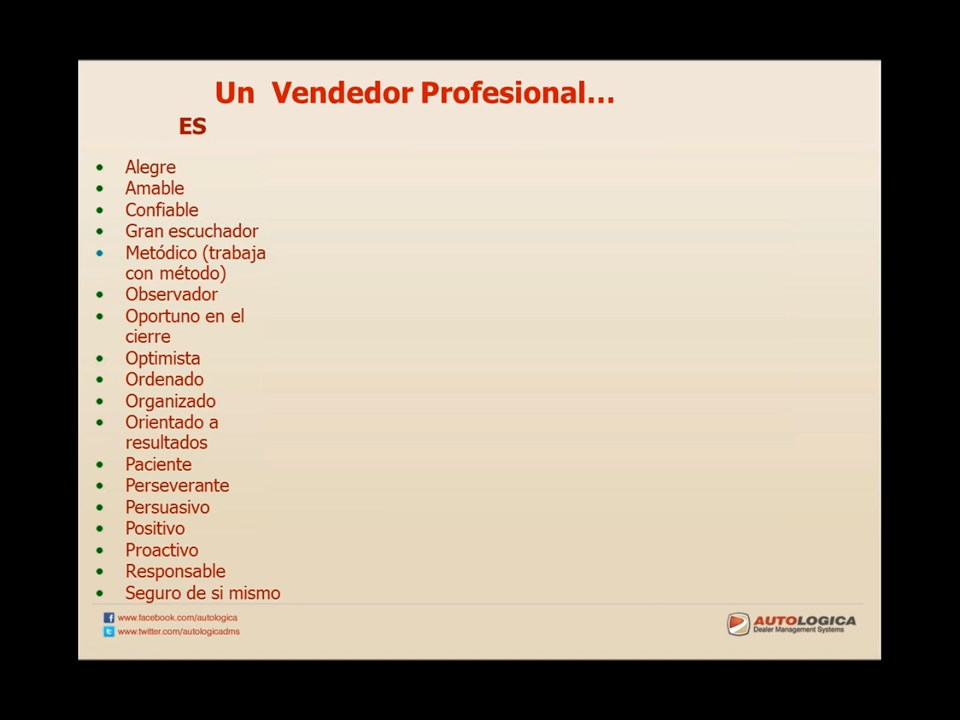 Un Vendedor Profesional...
ES
• Alegre
• Amable
• Confiable
• Gran escuchador
• Metódico (trabaja
con método)
• Observador
• Oportuno en el
cierre
• Optimista
• Ordenado
• Organizado
• Orientado a
resultados
• Paciente
• Perseverante
• Persuasivo
• Positivo
• Proactivo
• Responsable
• Seguro de si mismo
www.facebook.com/autologica
www.twitter.com/autologicadms
AUTOLOGICA
Dealer Management Systems